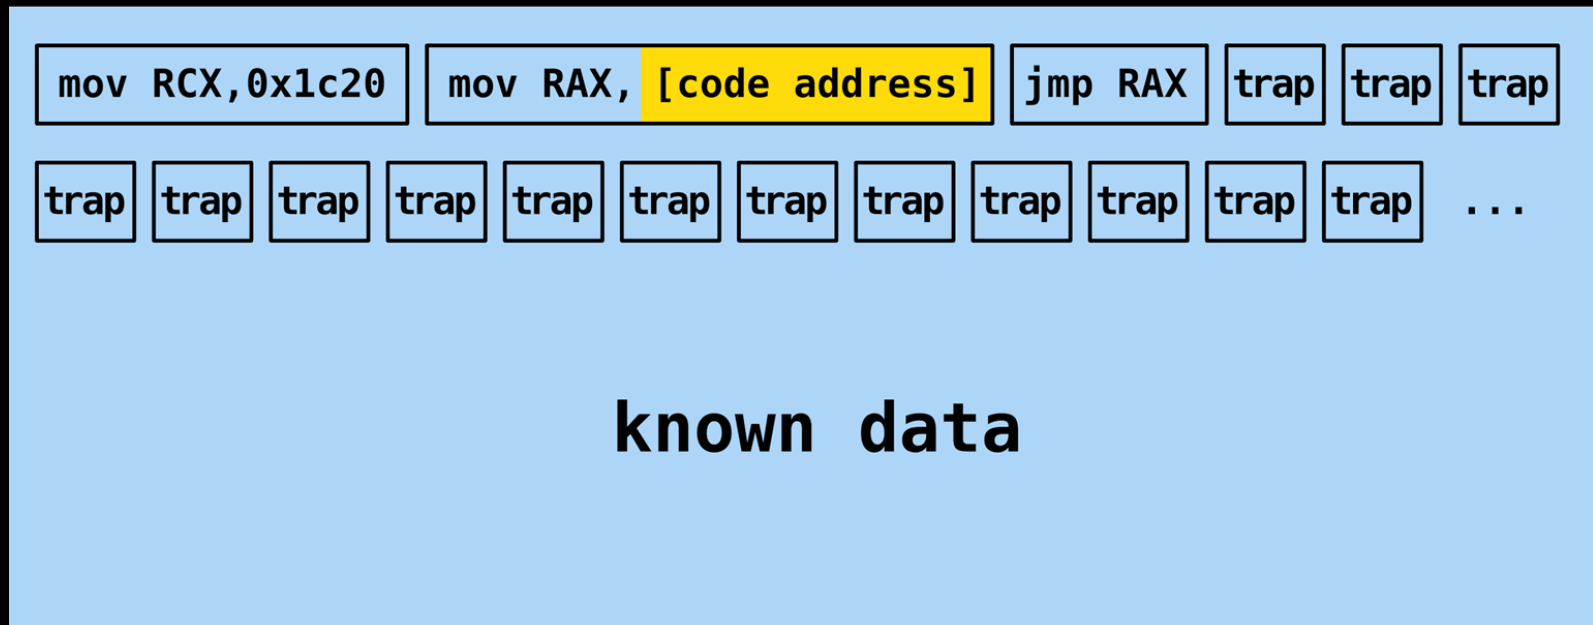 mov RCX,0x1c20 mov RAX, [code address] jmp RAX trap trap trap
trap trap trap trap trap trap trap trap trap trap trap trap ...
known data